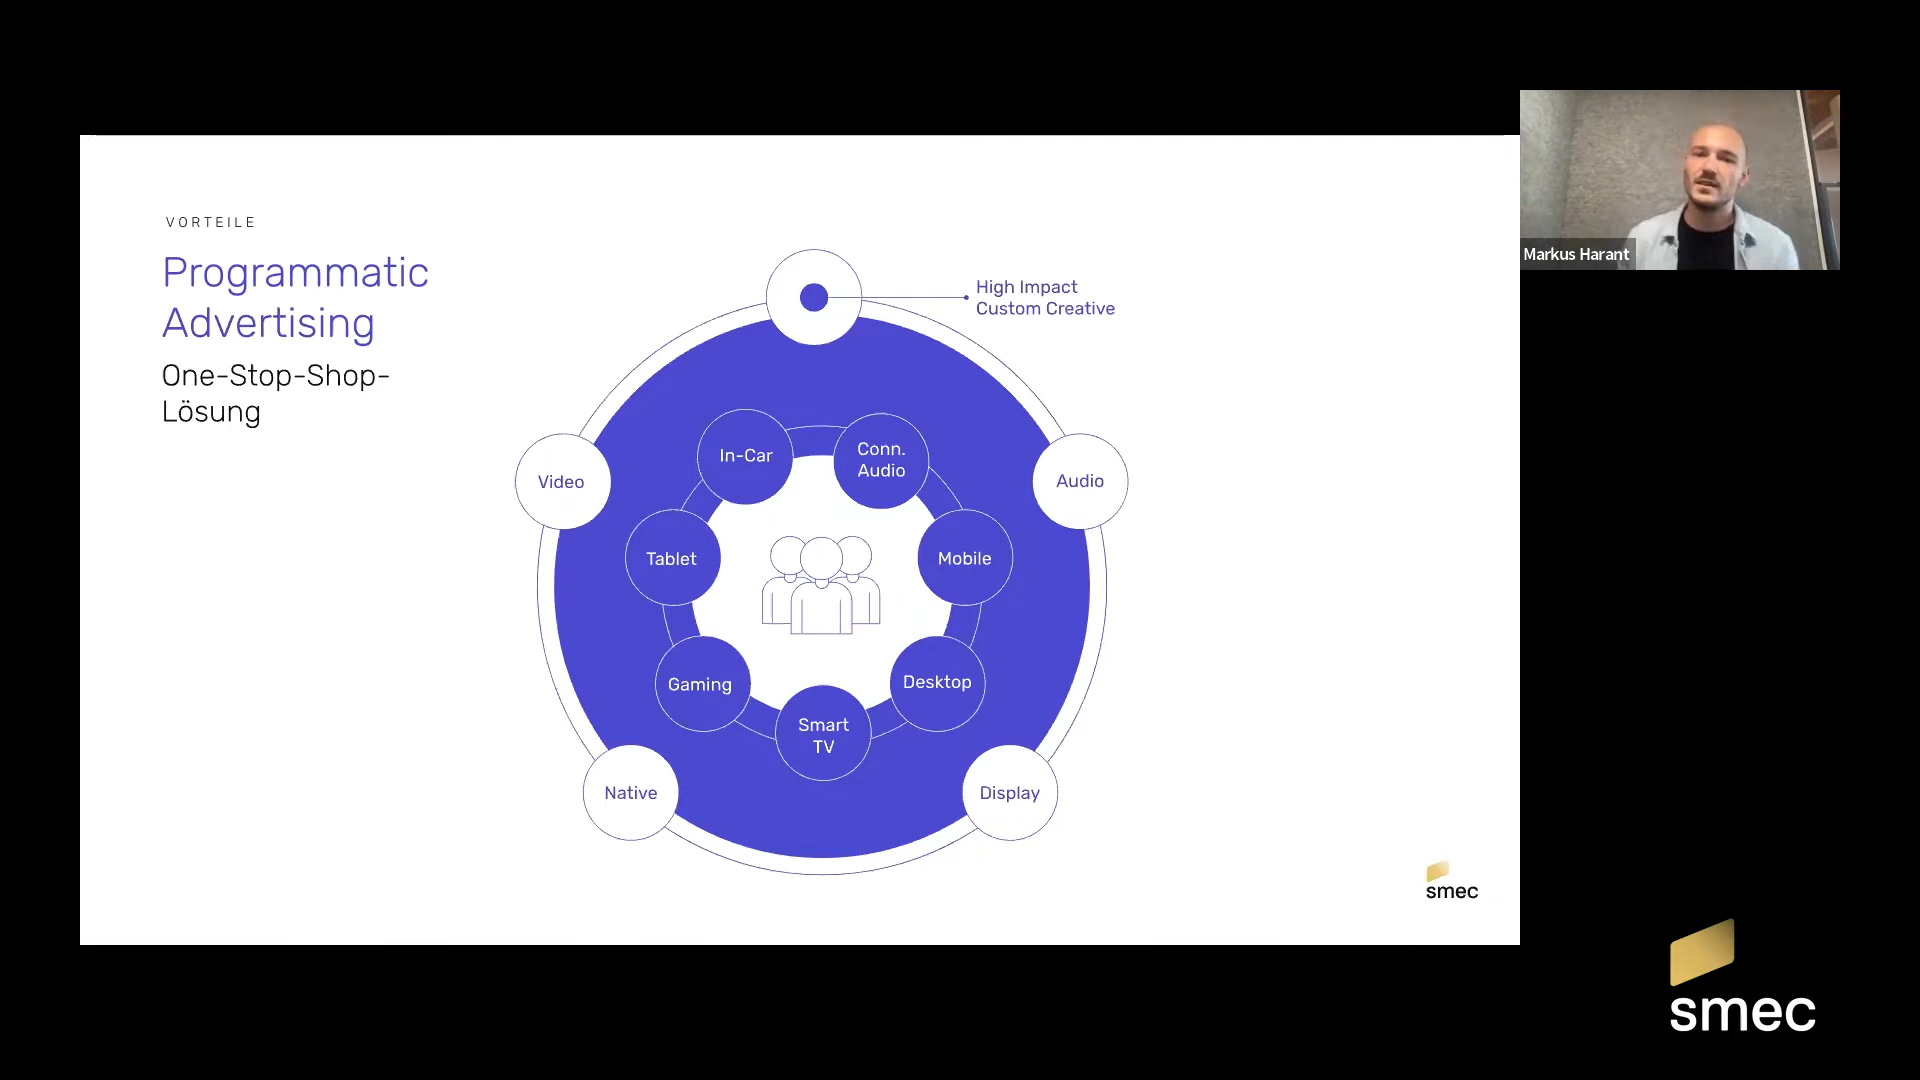 VORTEILE
Programmatic
Advertising
One-Stop-Shop-
Lösung
High Impact
Custom Creative
Video
In-Car
Conn.
Audio
Audio
Tablet
Mobile
Gaming
Desktop
Smart
TV
Native
Display
smec
Markus Harant
smec